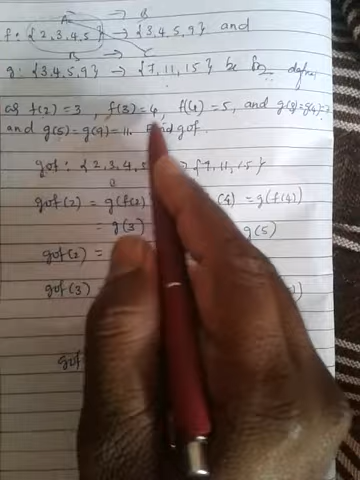 A → B
f: {2,3,4,5} → {3,4,5,9} and
B → C
g: {3,4,5,9} → {7,11,15} be
as f(2)=3, f(3)=4, f(4)=5, and g(3)=g(4)=7
and g(5)=g(9)=11. Find gof.
gof: {2,3,4,5 {7,11,15}
gof(2) = g(f(2) (4) = g(f(4)
= g(3) g(5)
gof(2) =
gof(3)
gof